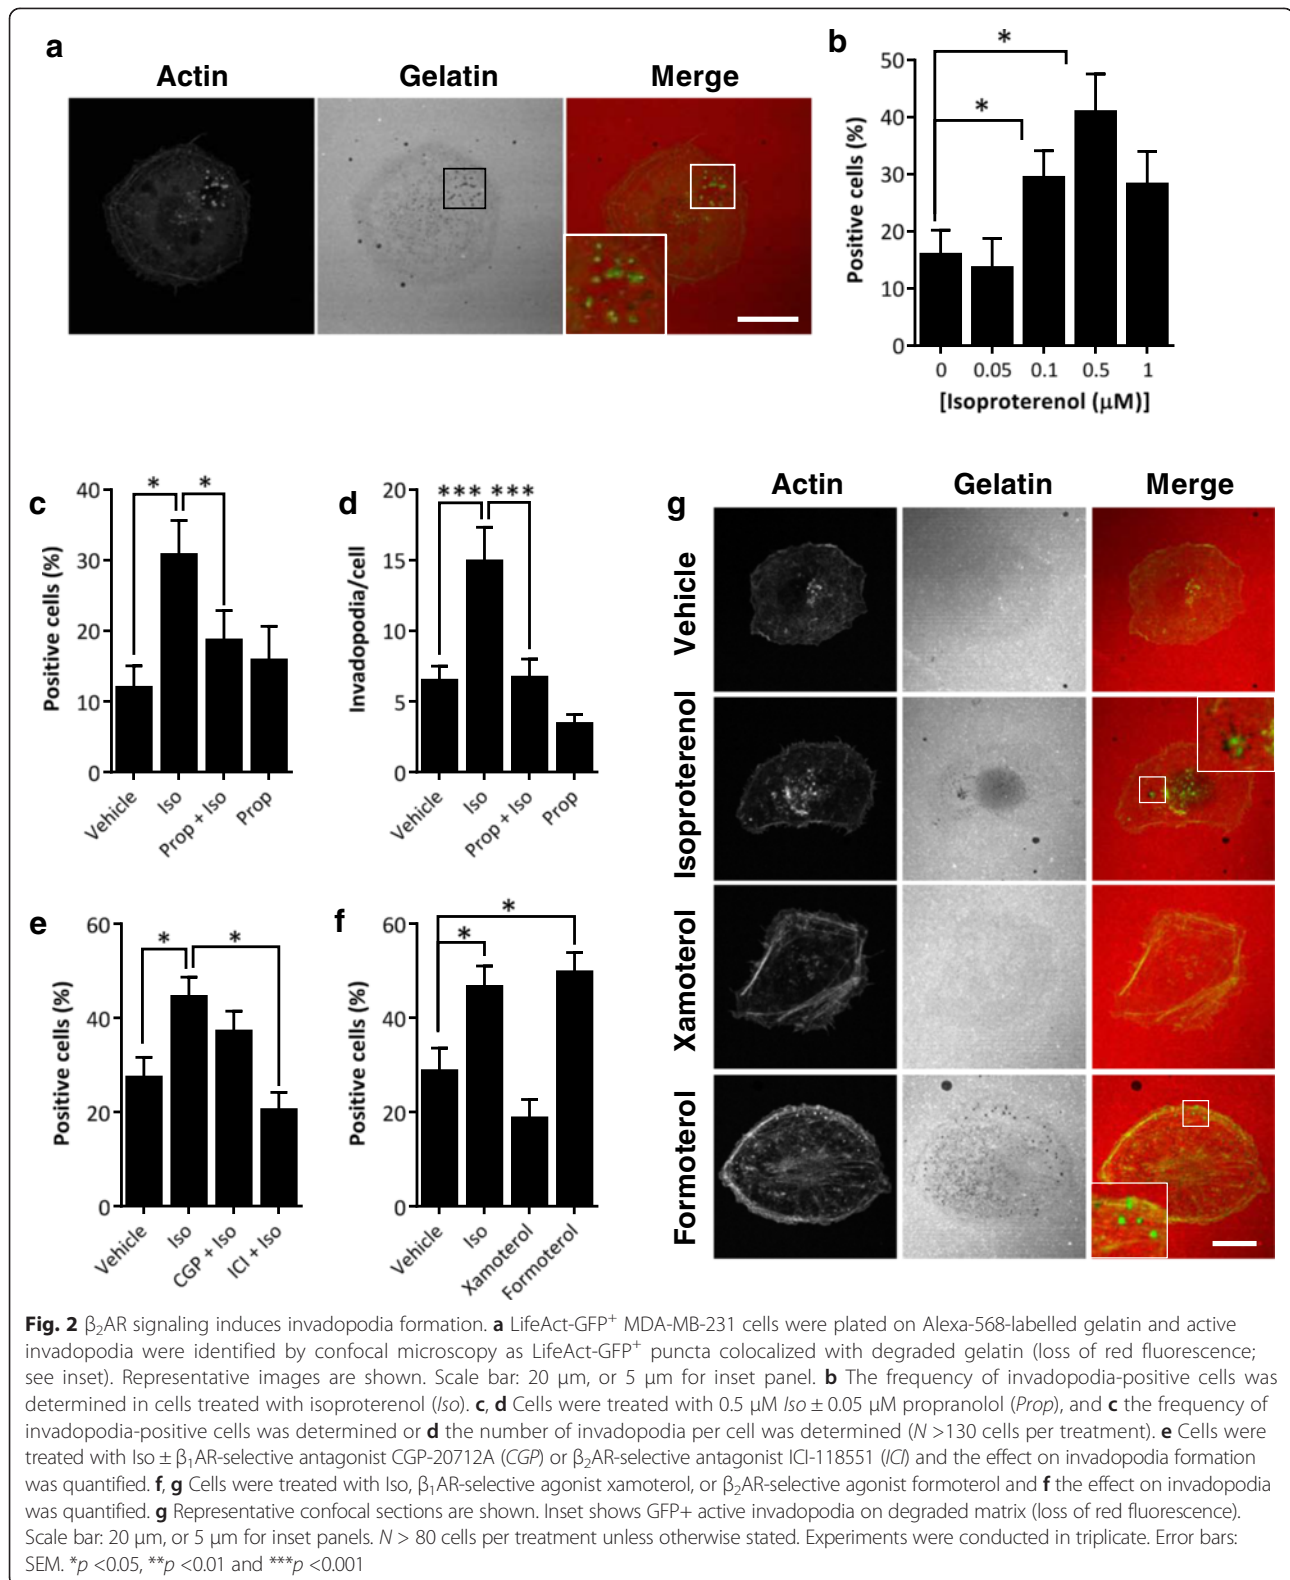 a
Actin
Gelatin
Merge
b
*
*
50
40
30
20
10
0
Positive cells (%)
0 0.05 0.1 0.5 1
[Isoproterenol (µM)]
c
*
*
40
30
20
10
0
Positive cells (%)
Vehicle
Iso
Prop + Iso
Prop
d
***
***
20
15
10
5
0
Invadopodia/cell
Vehicle
Iso
Prop + Iso
Prop
e
*
*
60
40
20
0
Positive cells (%)
Vehicle
Iso
CGP + Iso
ICI + Iso
f
*
*
60
40
20
0
Positive cells (%)
Vehicle
Iso
Xamoterol
Formoterol
g
Actin
Gelatin
Merge
Vehicle
Isoproterenol
Xamoterol
Formoterol
Fig. 2 β₂AR signaling induces invadopodia formation. a LifeAct-GFP⁺ MDA-MB-231 cells were plated on Alexa-568-labelled gelatin and active
invadopodia were identified by confocal microscopy as LifeAct-GFP⁺ puncta colocalized with degraded gelatin (loss of red fluorescence;
see inset). Representative images are shown. Scale bar: 20 µm, or 5 µm for inset panel. b The frequency of invadopodia-positive cells was
determined in cells treated with isoproterenol (Iso). c, d Cells were treated with 0.5 µM Iso ± 0.05 µM propranolol (Prop), and c the frequency of
invadopodia-positive cells was determined or d the number of invadopodia per cell was determined (N >130 cells per treatment). e Cells were
treated with Iso ± β₁AR-selective antagonist CGP-20712A (CGP) or β₂AR-selective antagonist ICI-118551 (ICI) and the effect on invadopodia formation
was quantified. f, g Cells were treated with Iso, β₁AR-selective agonist xamoterol, or β₂AR-selective agonist formoterol and f the effect on invadopodia
was quantified. g Representative confocal sections are shown. Inset shows GFP+ active invadopodia on degraded matrix (loss of red fluorescence).
Scale bar: 20 µm, or 5 µm for inset panels. N > 80 cells per treatment unless otherwise stated. Experiments were conducted in triplicate. Error bars:
SEM. *p <0.05, **p <0.01 and ***p <0.001